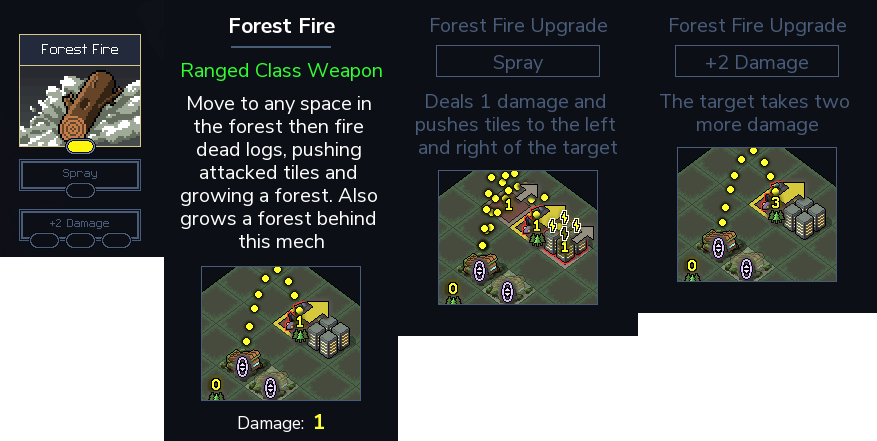 Forest Fire
Spray
+2 Damage
Forest Fire
Ranged Class Weapon
Move to any space in
the forest then fire
dead logs, pushing
attacked tiles and
growing a forest. Also
grows a forest behind
this mech
1
0
Damage: 1
Forest Fire Upgrade
Spray
Deals 1 damage and
pushes tiles to the left
and right of the target
1
1
1
0
Forest Fire Upgrade
+2 Damage
The target takes two
more damage
3
0